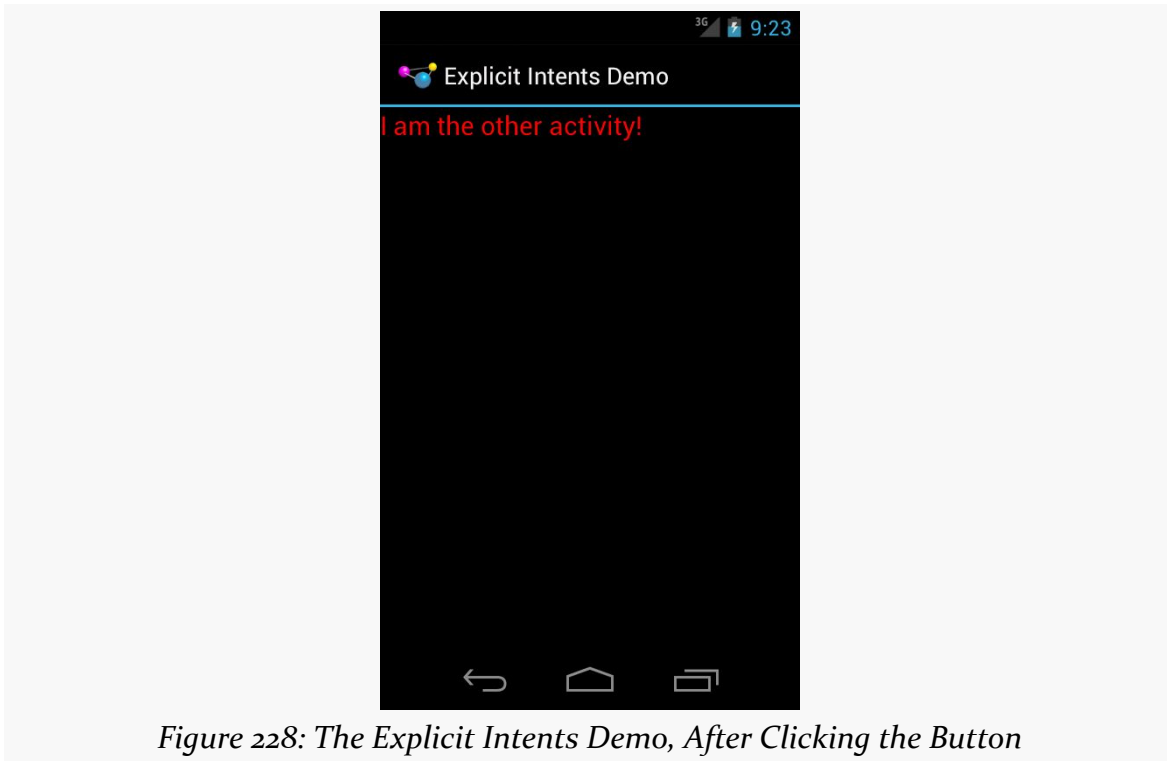 3G 9:23
Explicit Intents Demo
I am the other activity!
Figure 228: The Explicit Intents Demo, After Clicking the Button